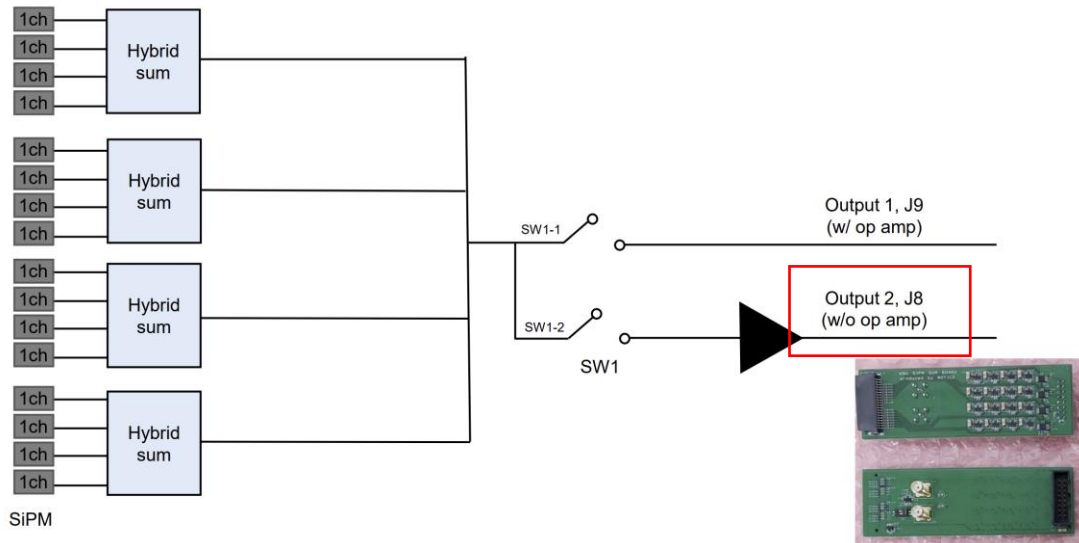 1ch
1ch
1ch
1ch
Hybrid
sum
1ch
1ch
1ch
1ch
Hybrid
sum
1ch
1ch
1ch
1ch
Hybrid
sum
1ch
1ch
1ch
1ch
Hybrid
sum
SiPM
SW1-1
SW1-2
SW1
Output 1, J9
(w/ op amp)
Output 2, J8
(w/o op amp)